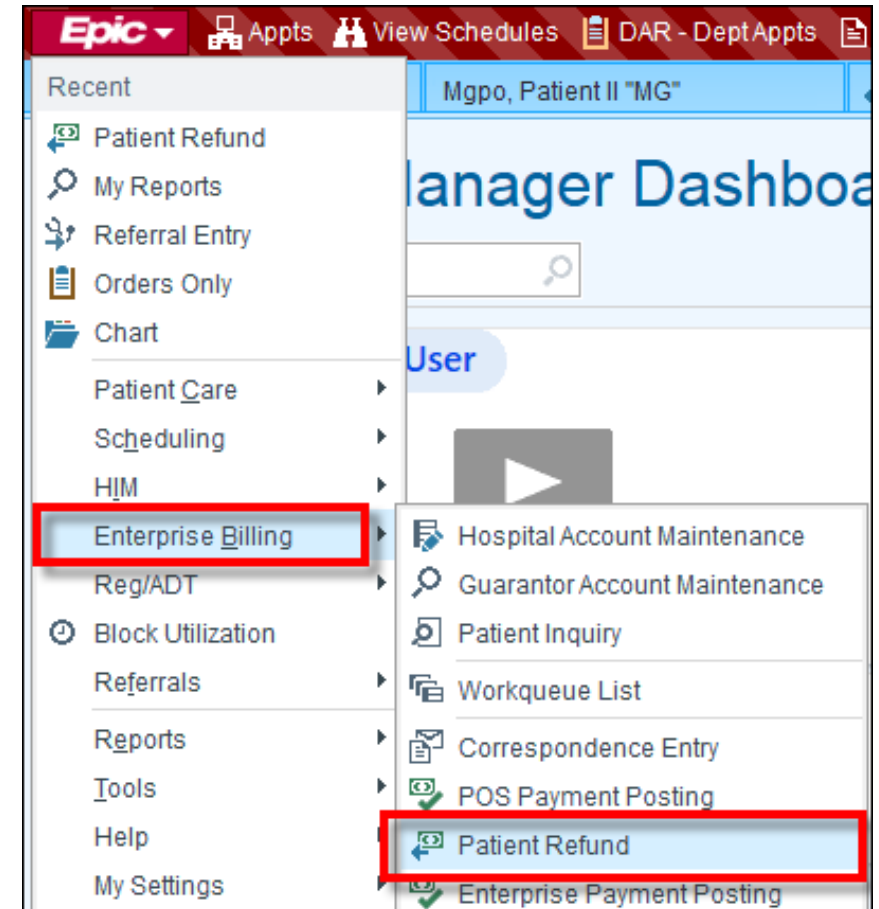 Epic Appts View Schedules DAR - Dept Appts
Recent
Mgpo, Patient II "MG"
Patient Refund
anager Dashboa
My Reports
Referral Entry
Orders Only
Chart
User
Patient Care
Scheduling
HIM
Enterprise Billing
Hospital Account Maintenance
Reg/ADT
Guarantor Account Maintenance
Block Utilization
Patient Inquiry
Referrals
Workqueue List
Reports
Correspondence Entry
Tools
POS Payment Posting
Help
Patient Refund
My Settings
Enterprise Payment Posting